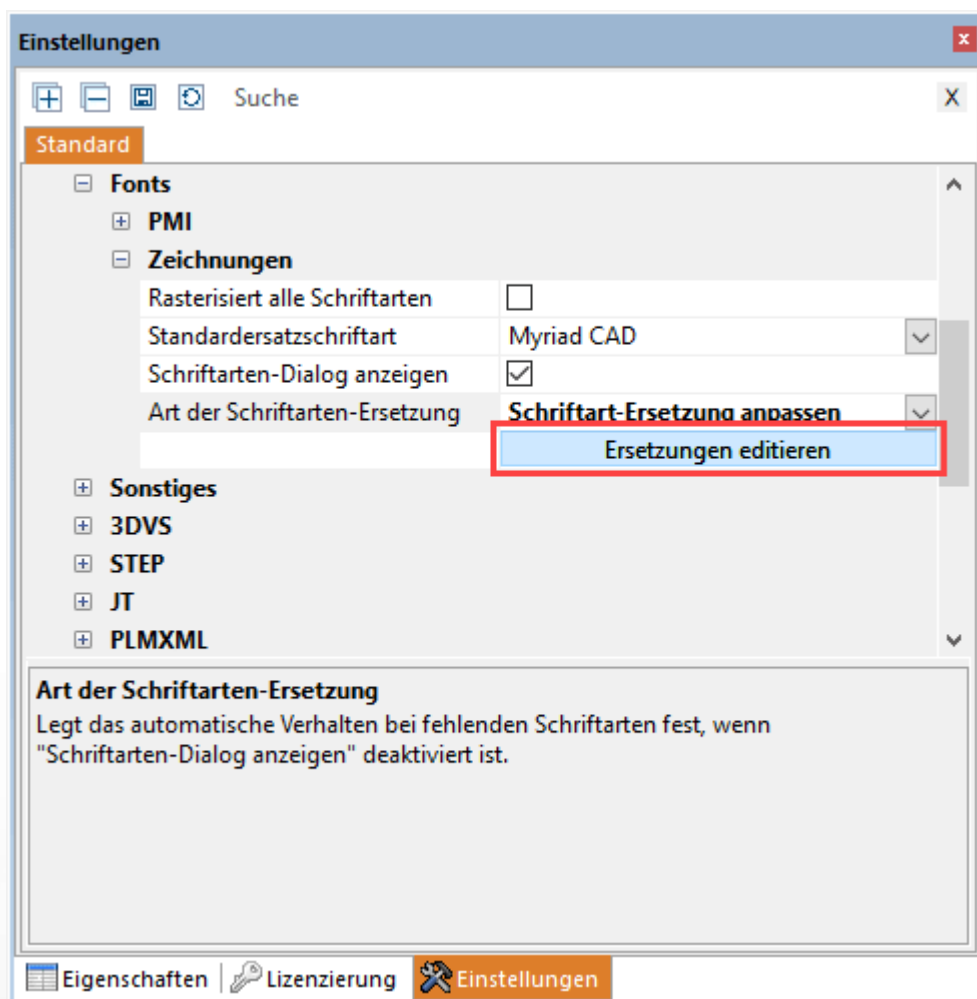 Einstellungen
Suche
X
Standard
Fonts
PMI
Zeichnungen
Rasterisiert alle Schriftarten
Standardersatzschriftart Myriad CAD
Schriftarten-Dialog anzeigen
Art der Schriftarten-Ersetzung Schriftart-Ersetzung anpassen
Ersetzungen editieren
Sonstiges
3DVS
STEP
JT
PLMXML
Art der Schriftarten-Ersetzung
Legt das automatische Verhalten bei fehlenden Schriftarten fest, wenn
"Schriftarten-Dialog anzeigen" deaktiviert ist.
Eigenschaften Lizenzierung Einstellungen